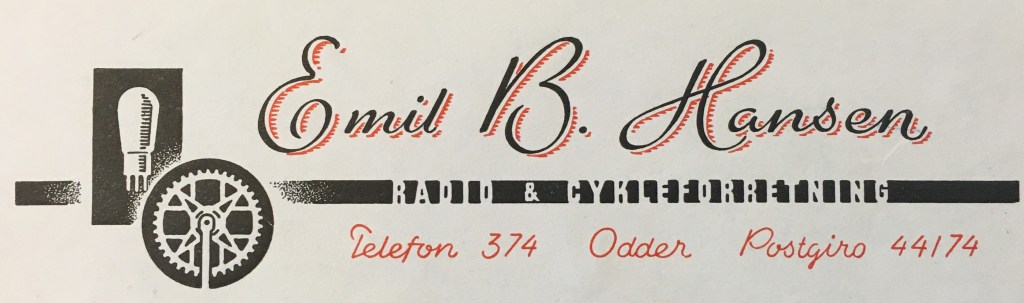 Emil B. Hansen,
RADIO & CYKLEFORRETNING
Telefon 374 Odder Postgiro 44174